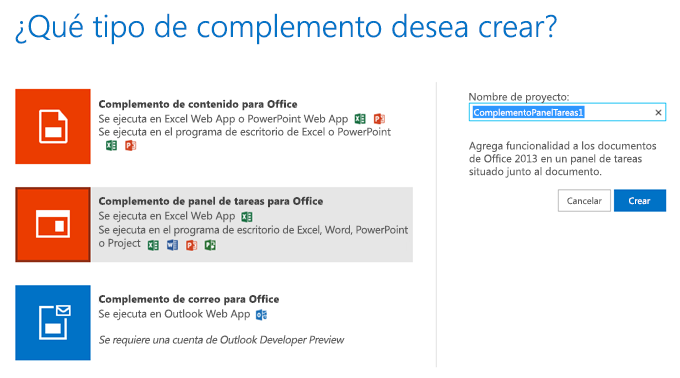 ¿Qué tipo de complemento desea crear?
Complemento de contenido para Office
Se ejecuta en Excel Web App o PowerPoint Web App
Se ejecuta en el programa de escritorio de Excel o PowerPoint
Complemento de panel de tareas para Office
Se ejecuta en Excel Web App
Se ejecuta en el programa de escritorio de Excel, Word, PowerPoint
o Project
Complemento de correo para Office
Se ejecuta en Outlook Web App
Se requiere una cuenta de Outlook Developer Preview
Nombre de proyecto:
ComplementoPanelTareas1
Agrega funcionalidad a los documentos
de Office 2013 en un panel de tareas
situado junto al documento.
Cancelar
Crear